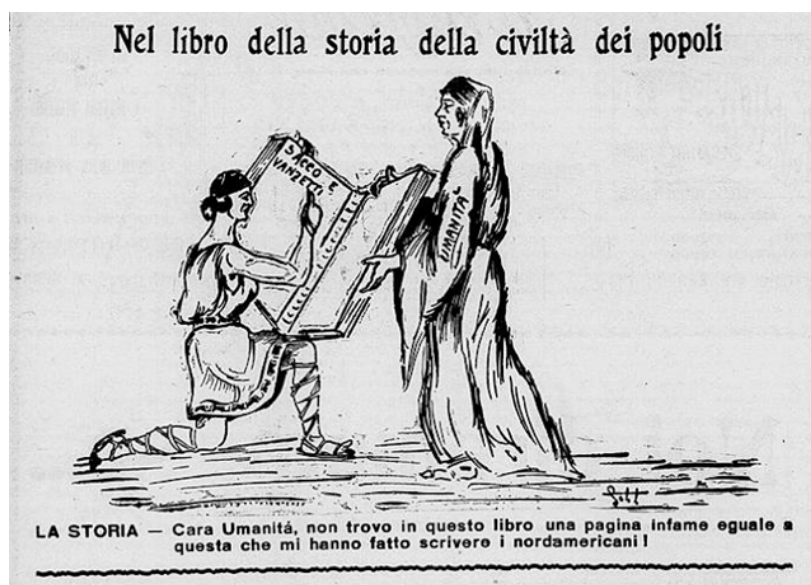 Nel libro della storia della civiltà dei popoli
SACCO E
VANZETTI
UMANITÀ
LA STORIA — Cara Umanitá, non trovo in questo libro una pagina infame eguale a
questa che mi hanno fatto scrivere i nordamericani!